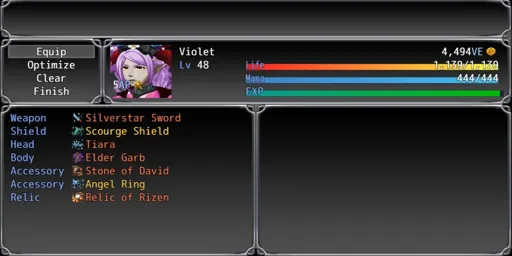 Equip
Optimize
Clear
Finish
Violet
Lv 48
4,494VE
Life
Mana 444/444
EXP
Weapon Silverstar Sword
Shield Scourge Shield
Head Tiara
Body Elder Garb
Accessory Stone of David
Accessory Angel Ring
Relic Relic of Rizen